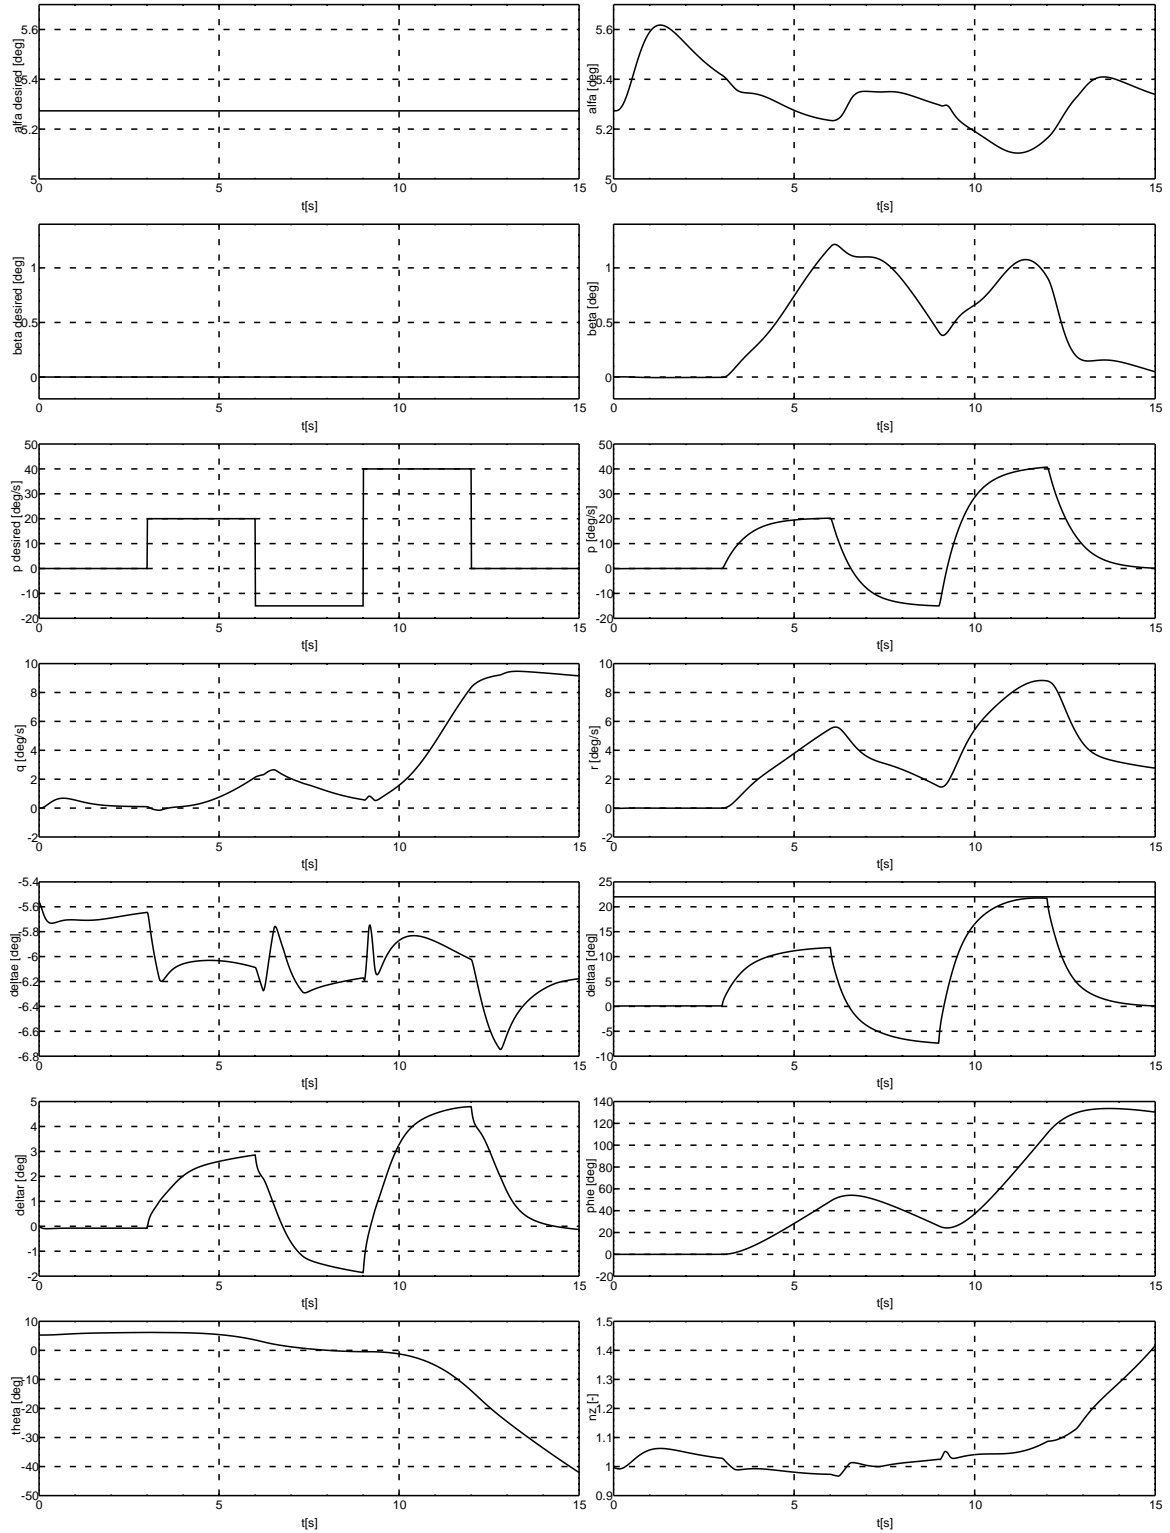 alfa desired [deg]
5.6
5.4
5.2
5
0 5 10 15
t[s]
alfa [deg]
5.6
5.4
5.2
5
0 5 10 15
t[s]
beta desired [deg]
1
0.5
0
0 5 10 15
t[s]
beta [deg]
1
0.5
0
0 5 10 15
t[s]
p desired [deg/s]
50
40
30
20
10
0
-10
-20
0 5 10 15
t[s]
p [deg/s]
50
40
30
20
10
0
-10
-20
0 5 10 15
t[s]
q [deg/s]
10
8
6
4
2
0
-2
0 5 10 15
t[s]
r [deg/s]
10
8
6
4
2
0
-2
0 5 10 15
t[s]
deltae [deg]
-5.4
-5.6
-5.8
-6
-6.2
-6.4
-6.6
-6.8
0 5 10 15
t[s]
deltaa [deg]
25
20
15
10
5
0
-5
-10
0 5 10 15
t[s]
deltar [deg]
5
4
3
2
1
0
-1
-2
0 5 10 15
t[s]
phie [deg]
140
120
100
80
60
40
20
0
-20
0 5 10 15
t[s]
theta [deg]
10
0
-10
-20
-30
-40
-50
0 5 10 15
t[s]
nz [-]
1.5
1.4
1.3
1.2
1.1
1
0.9
0 5 10 15
t[s]